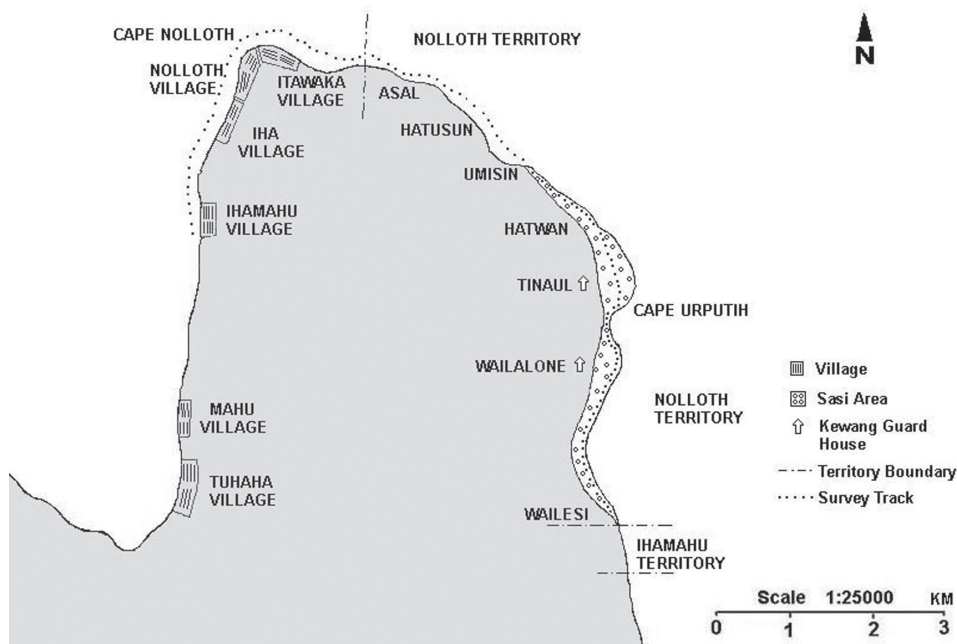 CAPE NOLLOTH
NOLLOTH TERRITORY
N
NOLLOTH
VILLAGE
ITAWAKA
VILLAGE
ASAL
IHA
VILLAGE
HATUSUN
UMISIN
IHAMAHU
VILLAGE
HATWAN
TINAUL
CAPE URPUTIH
WAILALONE
NOLLOTH
TERRITORY
MAHU
VILLAGE
TUHAHA
VILLAGE
WAILESI
IHAMAHU
TERRITORY
Village
Sasi Area
Kewang Guard
House
Territory Boundary
Survey Track
Scale 1:25000 KM
0 1 2 3